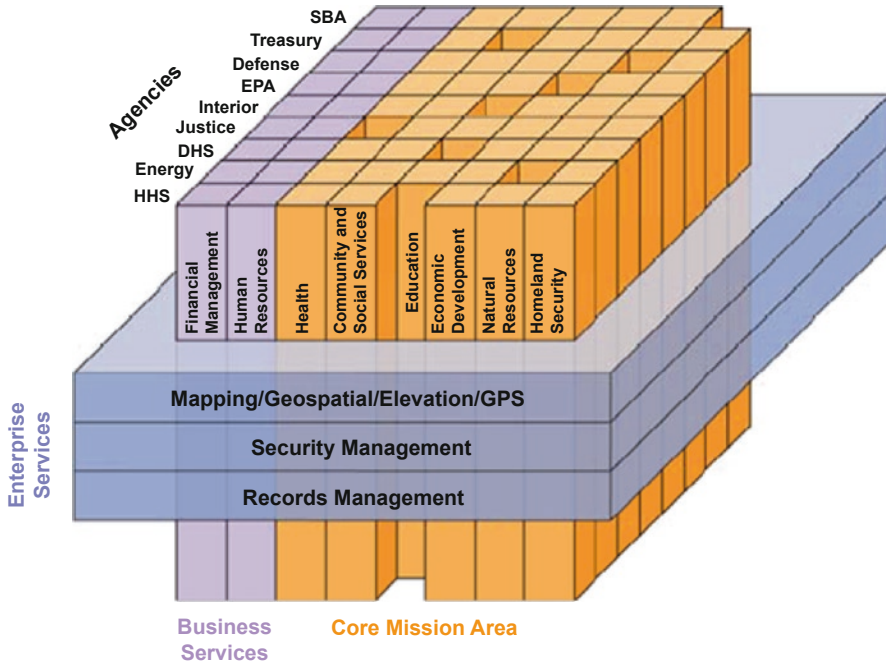 SBA
Treasury
Defense
EPA
Interior
Justice
DHS
Energy
HHS
Agencies
Financial
Management
Human
Resources
Health
Community and
Social Services
Education
Economic
Development
Natural
Resources
Homeland
Security
Mapping/Geospatial/Elevation/GPS
Security Management
Records Management
Enterprise
Services
Business
Services
Core Mission Area